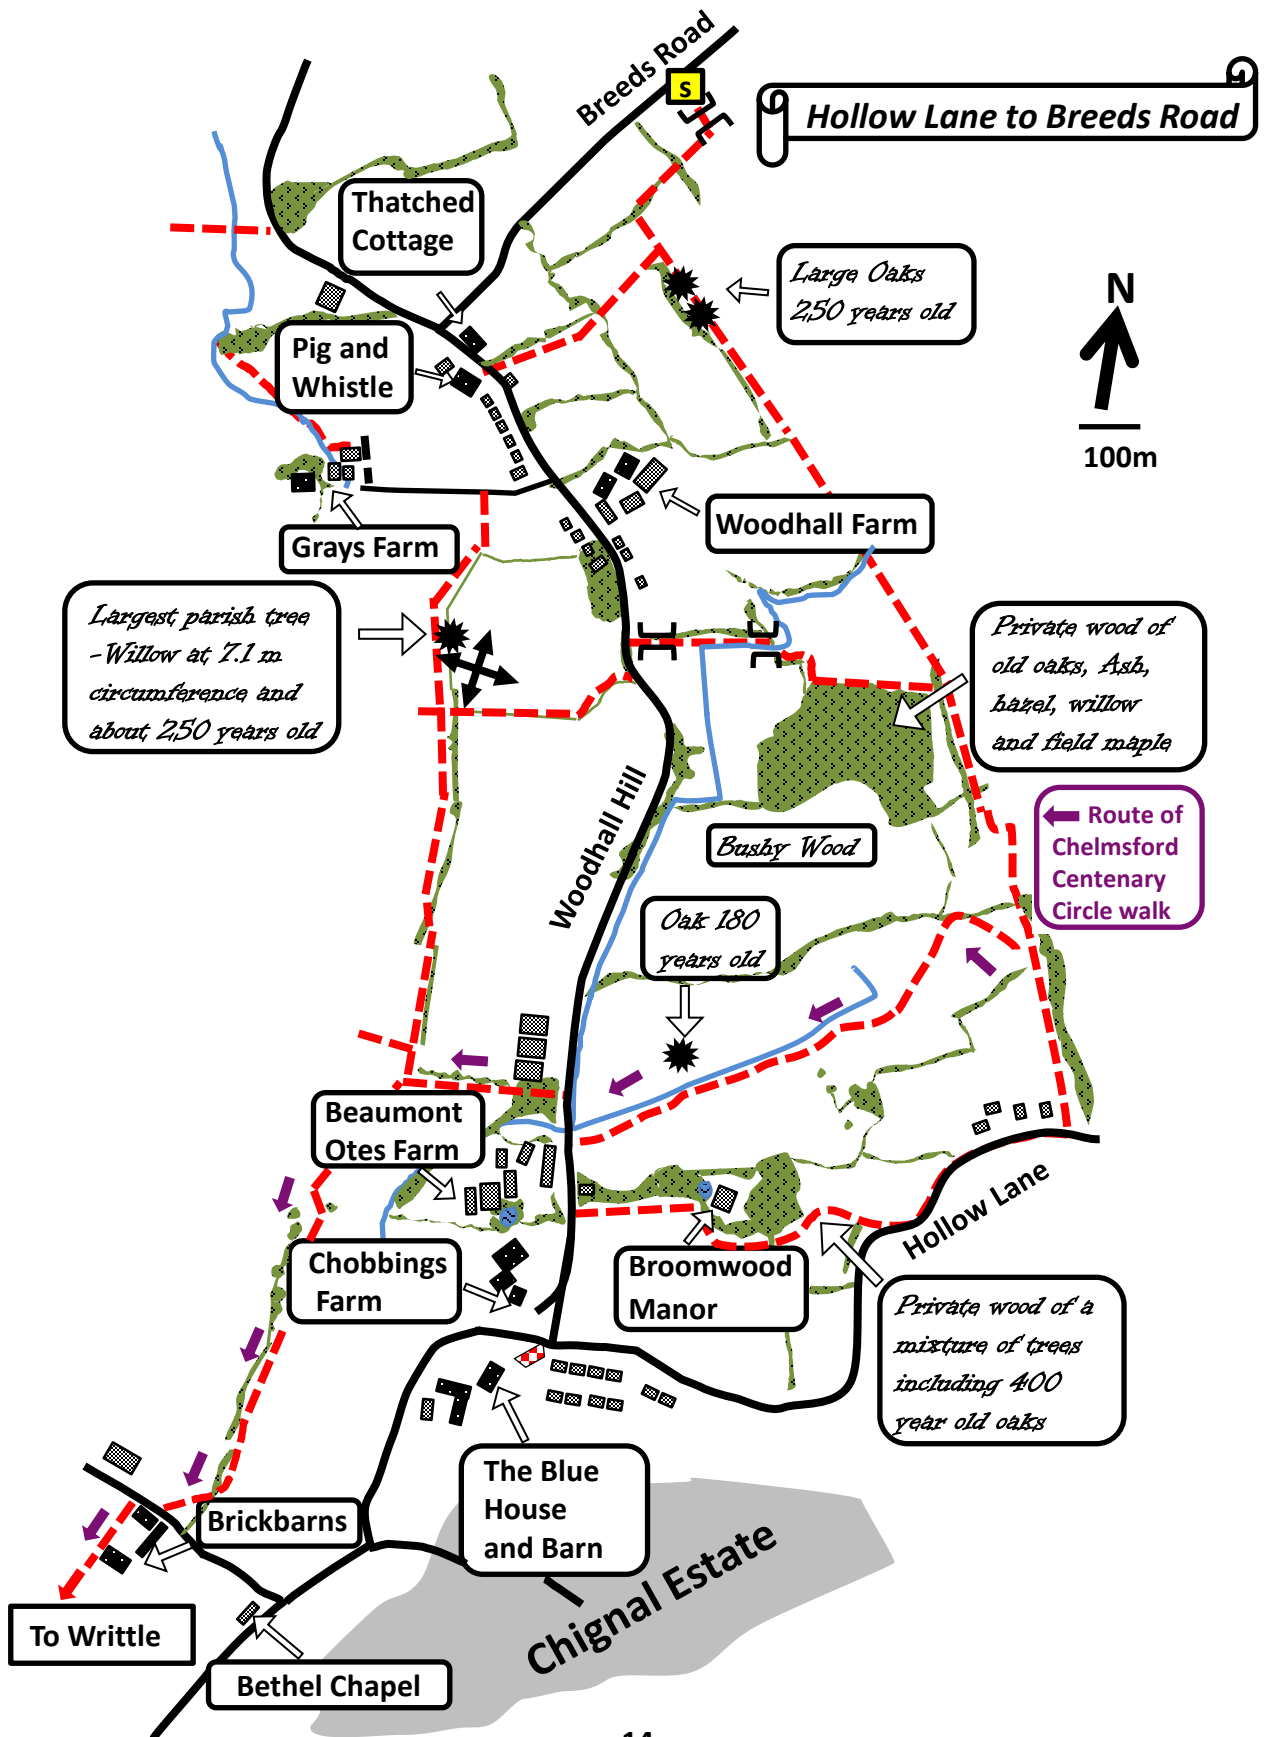 Breeds Road
S
Hollow Lane to Breeds Road
Thatched
Cottage
Large Oaks
250 years old
N
100m
Pig and
Whistle
Woodhall Farm
Grays Farm
Largest parish tree
-Willow at 7.1 m
circumference and
about 250 years old
Private wood of
old oaks, Ash,
hazel, willow
and field maple
Woodhall Hill
Bushy Wood
Route of
Chelmsford
Centenary
Circle walk
Oak 180
years old
Beaumont
Otes Farm
Hollow Lane
Chobbings
Farm
Broomwood
Manor
Private wood of a
mixture of trees
including 400
year old oaks
The Blue
House
and Barn
Brickbarns
Chignal Estate
To Writtle
Bethel Chapel
14